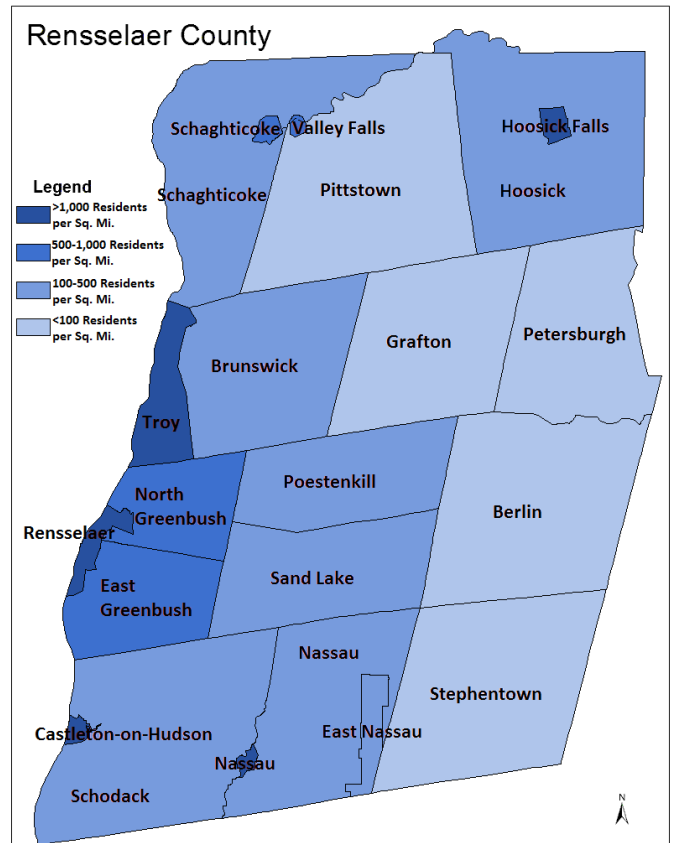 Rensselaer County
Schaghticoke
Valley Falls
Hoosick Falls
Legend
>1,000 Residents
per Sq. Mi.
500-1,000 Residents
per Sq. Mi.
100-500 Residents
per Sq. Mi.
<100 Residents
per Sq. Mi.
Schaghticoke
Pittstown
Hoosick
Brunswick
Grafton
Petersburgh
Troy
North
Greenbush
Poestenkill
Berlin
Rensselaer
East
Greenbush
Sand Lake
Nassau
Stephentown
Castleton-on-Hudson
East Nassau
Nassau
Schodack
N